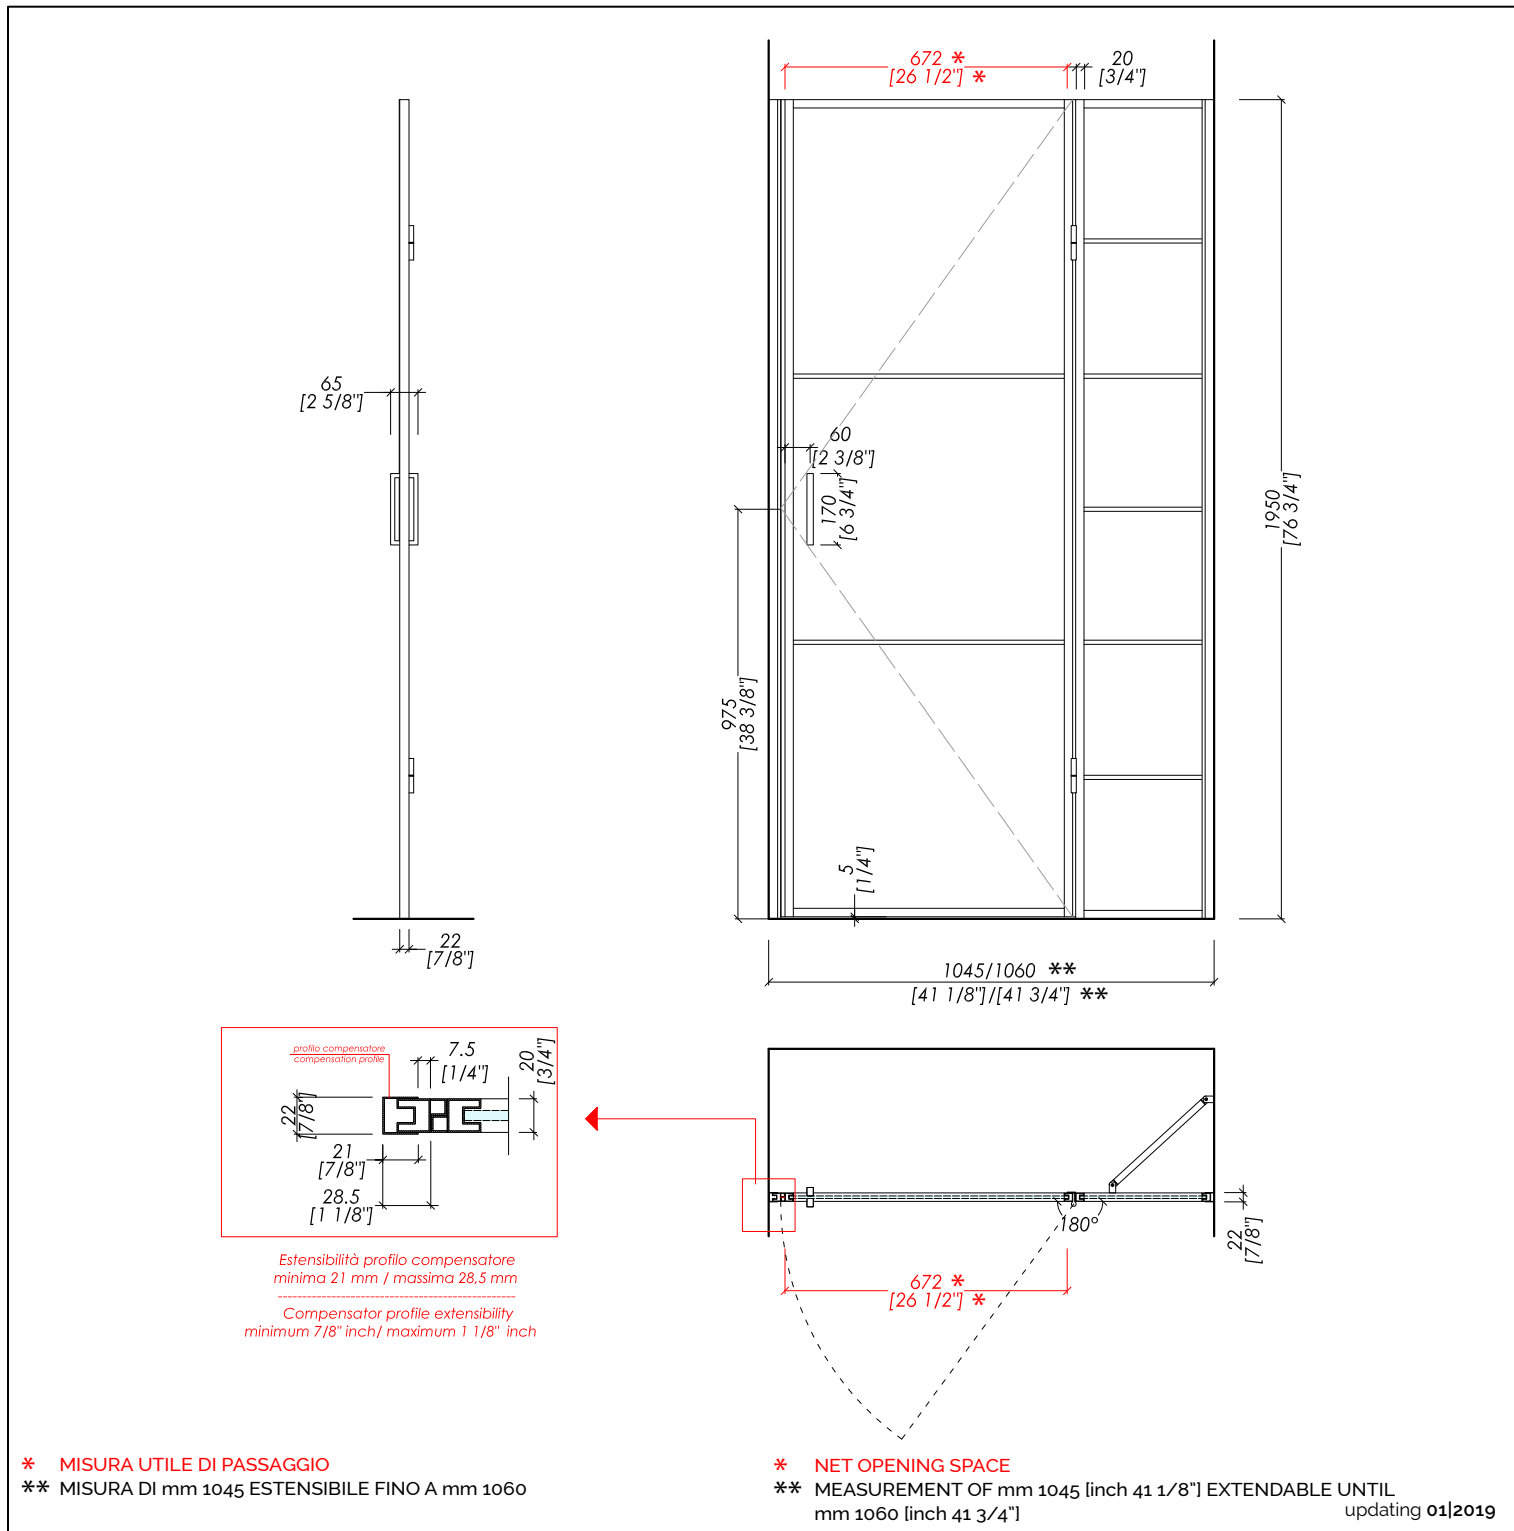 672 *
[26 1/2"] *
20
[3/4"]
65
[2 5/8"]
60
[2 3/8"]
170
[6 3/4"]
1950
[76 3/4"]
975
[38 3/8"]
5
[1/4"]
22
[7/8"]
1045/1060 **
[41 1/8"]/[41 3/4"] **
profilo compensatore
compensation profile
7.5
[1/4"]
20
[3/4"]
22
[7/8"]
21
[7/8"]
28.5
[1 1/8"]
180°
22
[7/8"]
672 *
[26 1/2"] *
Estensibilità profilo compensatore
minima 21 mm / massima 28,5 mm
Compensator profile extensibility
minimum 7/8" inch/ maximum 1 1/8" inch
* MISURA UTILE DI PASSAGGIO
** MISURA DI mm 1045 ESTENSIBILE FINO A mm 1060
* NET OPENING SPACE
** MEASUREMENT OF mm 1045 [inch 41 1/8”] EXTENDABLE UNTIL
mm 1060 [inch 41 3/4”]
updating 01|2019